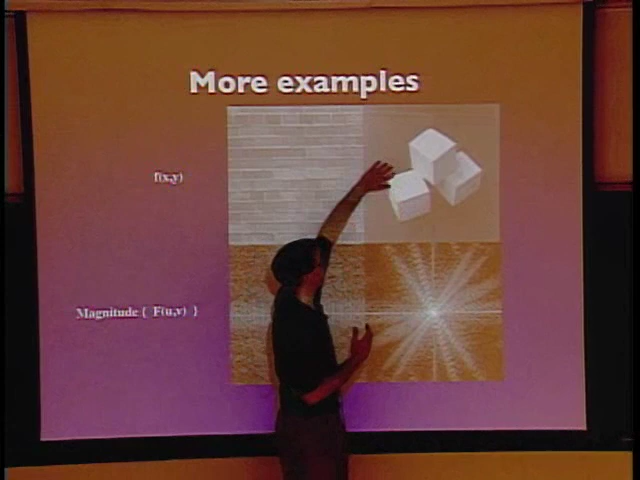 More examples
f(x,y)
Magnitude { F(u,v) }